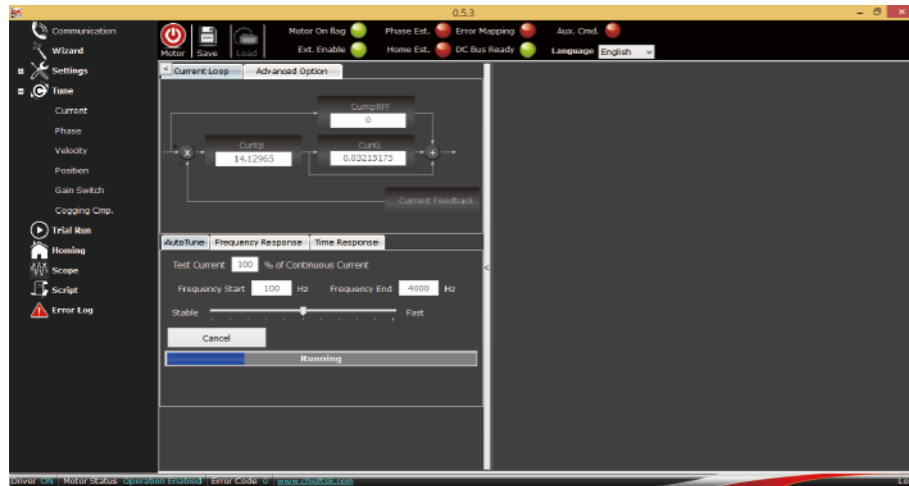 0.5.3
Communication
Wizard
Settings
Tune
Current
Phase
Velocity
Position
Gain Switch
Cogging Cmp.
Trial Run
Homing
Scope
Script
Error Log
Motor Save Load
Motor On flag Phase Est. Error Mapping Aux. Cmd.
Ext. Enable Home Est. DC Bus Ready Language English
< Current Loop Advanced Option
CurKpRFF
0
CurKp CurKi
14.12965 0.03215175
X +
Current Feedback
AutoTune Frequency Response Time Response
Test Current 100 % of Continuous Current
Frequency Start 100 Hz Frequency End 4000 Hz
Stable Fast
Cancel
Running
<
Driver ON Motor Status Operation Enabled Error Code 0 www.chieftek.com Lo